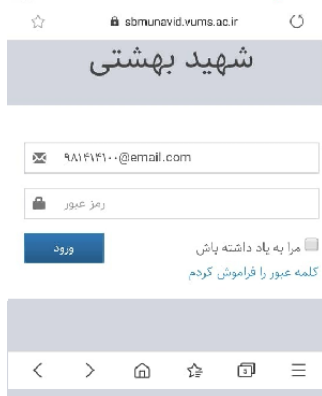 sbmunavid.vums.ac.ir
شهید بهشتی
۹۸۱۴۱۴۱۰۰@email.com
رمز عبور
مرا به یاد داشته باش
ورود
کلمه عبور را فراموش کردم